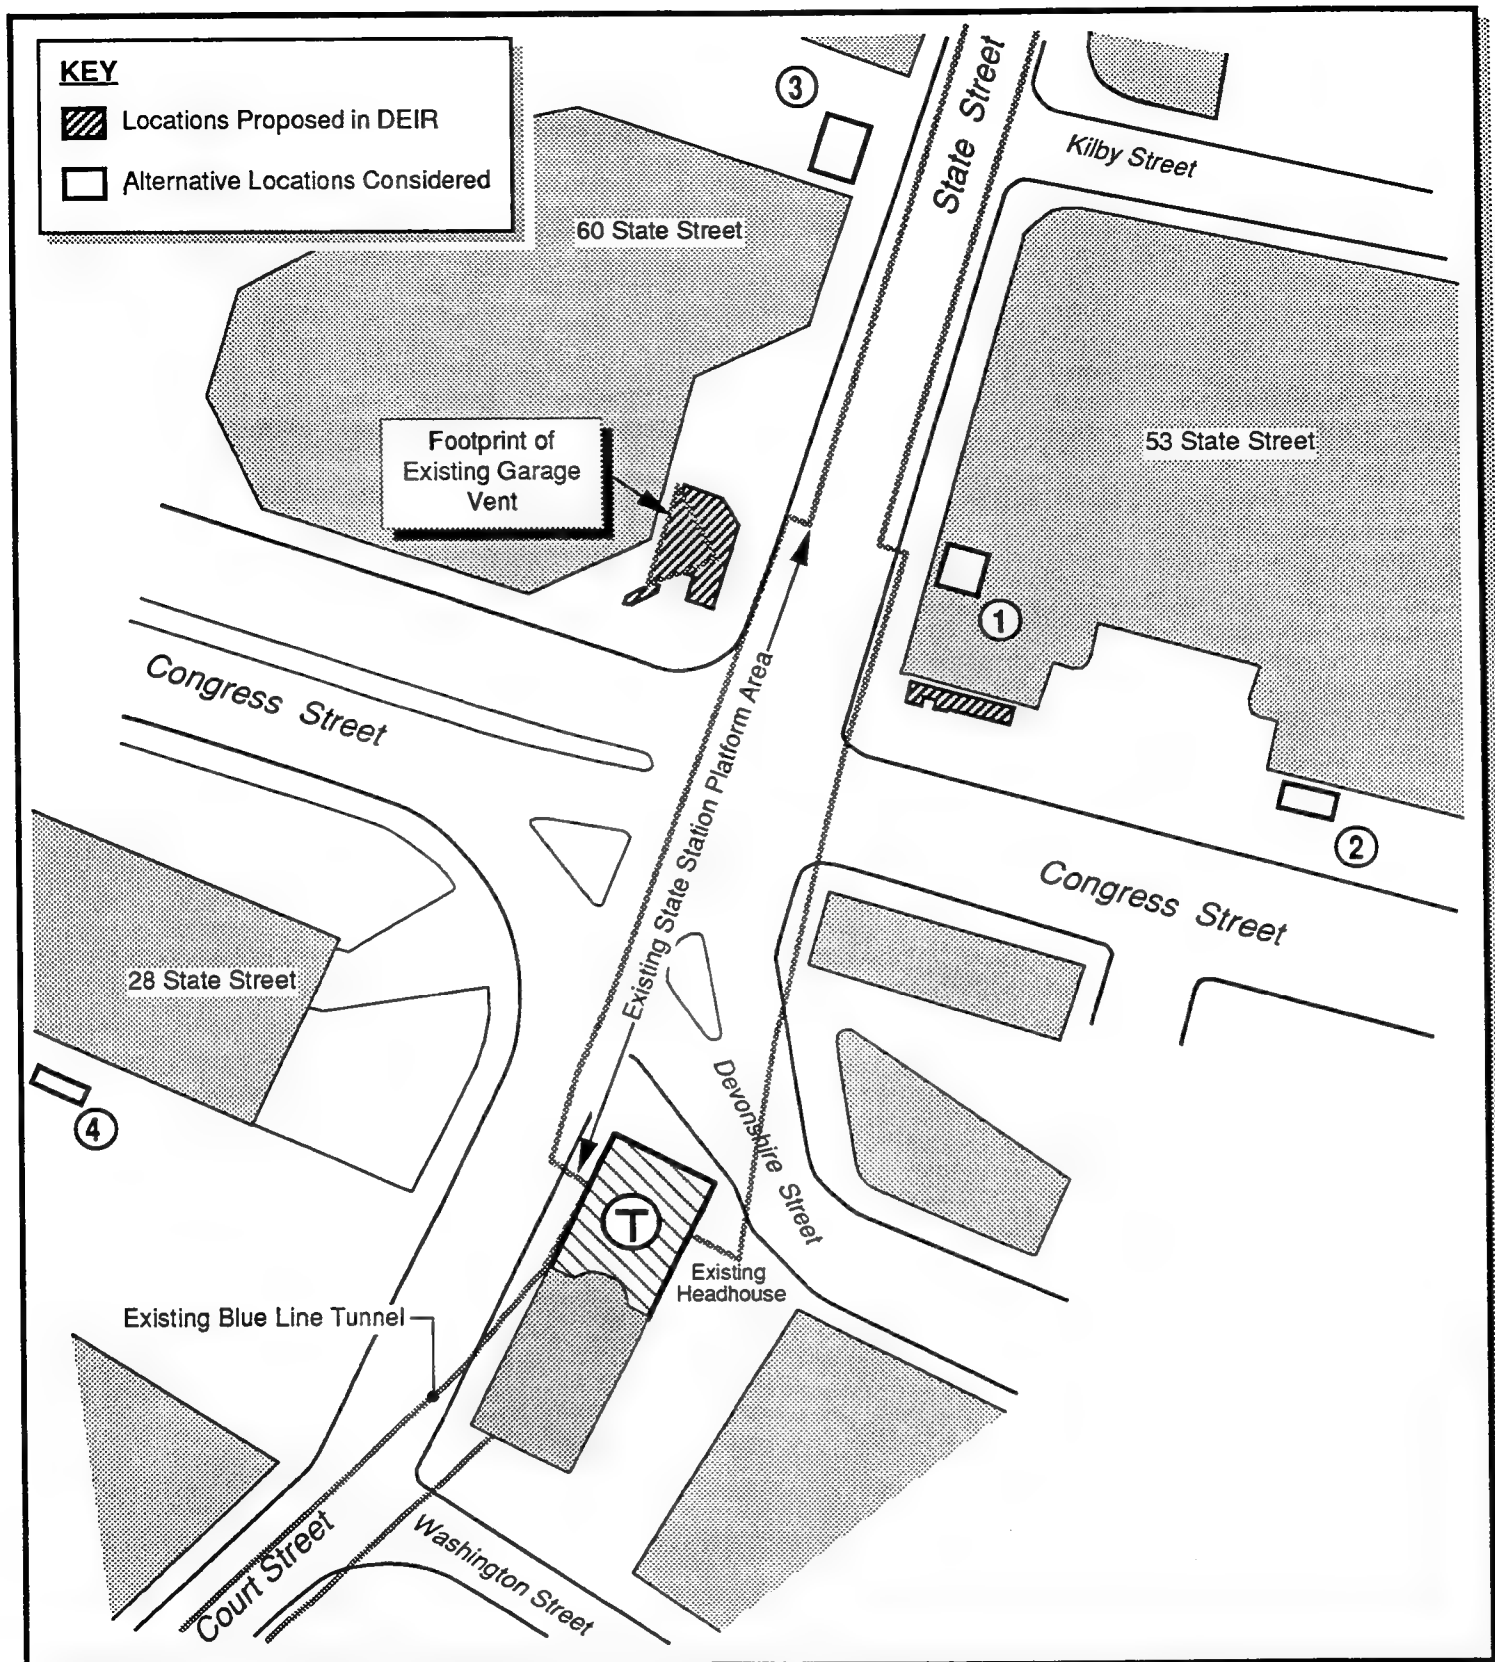 KEY
Locations Proposed in DEIR
Alternative Locations Considered
3
State Street
Kilby Street
60 State Street
53 State Street
Footprint of
Existing Garage
Vent
1
Congress Street
Existing State Station Platform Area
2
Congress Street
28 State Street
4
Devonshire Street
T
Existing
Headhouse
Existing Blue Line Tunnel
Court Street
Washington Street